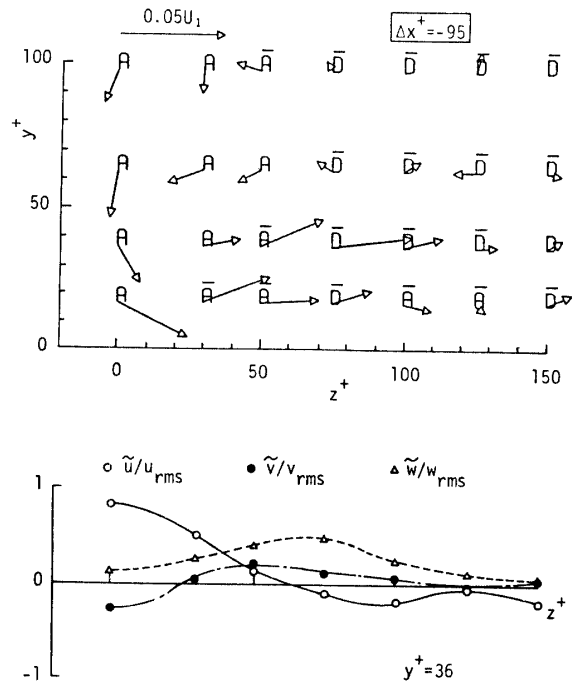 0.05U₁
Δx⁺=-95
100
A A A̅ D̅ D̅ D̅ D
y⁺
A A A̅ D̅ D̅ D̅ D
50
A A A̅ D̅ D̅ D̅ D
A A̅ A̅ D̅ A̅ A̅ D
0
0 50 100 150
z⁺
ũ/u_rms ṽ/v_rms w̃/w_rms
1
0
z⁺
-1
y⁺=36